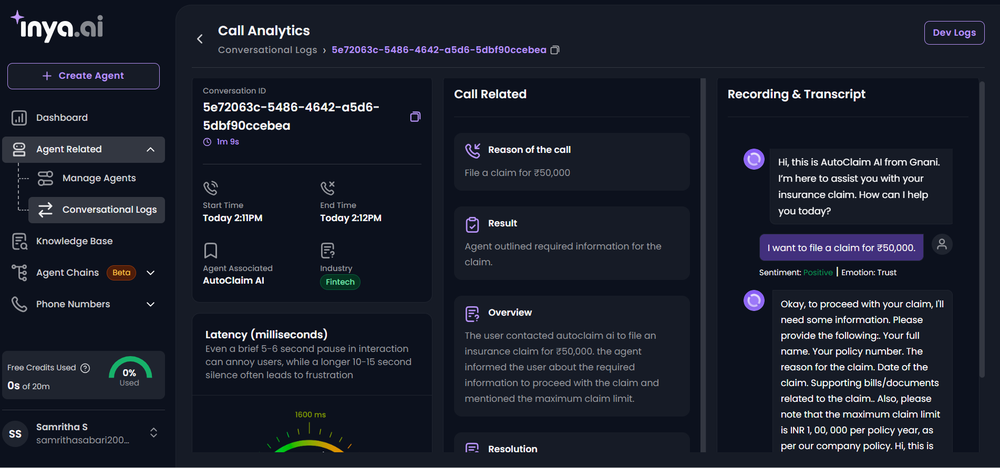 inya.ai
Create Agent
Dashboard
Agent Related
Manage Agents
Conversational Logs
Knowledge Base
Agent Chains Beta
Phone Numbers
Free Credits Used
0s of 20m
0%
Used
SS
Samritha S
samrithasabari200...
Call Analytics
Conversational Logs › 5e72063c-5486-4642-a5d6-5dbf90ccebea
Dev Logs
Conversation ID
5e72063c-5486-4642-a5d6-
5dbf90ccebea
1m 9s
Start Time
Today 2:11PM
End Time
Today 2:12PM
Agent Associated
AutoClaim AI
Industry
Fintech
Latency (milliseconds)
Even a brief 5-6 second pause in interaction
can annoy users, while a longer 10-15 second
silence often leads to frustration
1600 ms
Call Related
Reason of the call
File a claim for ₹50,000
Result
Agent outlined required information for the
claim.
Overview
The user contacted autoclaim ai to file an
insurance claim for ₹50,000. the agent
informed the user about the required
information to proceed with the claim and
mentioned the maximum claim limit.
Resolution
Recording & Transcript
Hi, this is AutoClaim AI from Gnani.
I’m here to assist you with your
insurance claim. How can I help
you today?
I want to file a claim for ₹50,000.
Sentiment: Positive | Emotion: Trust
Okay, to proceed with your claim, I'll
need some information. Please
provide the following:. Your full
name. Your policy number. The
reason for the claim. Date of the
claim. Supporting bills/documents
related to the claim.. Also, please
note that the maximum claim limit
is INR 1, 00, 000 per policy year, as
per our company policy. Hi, this is